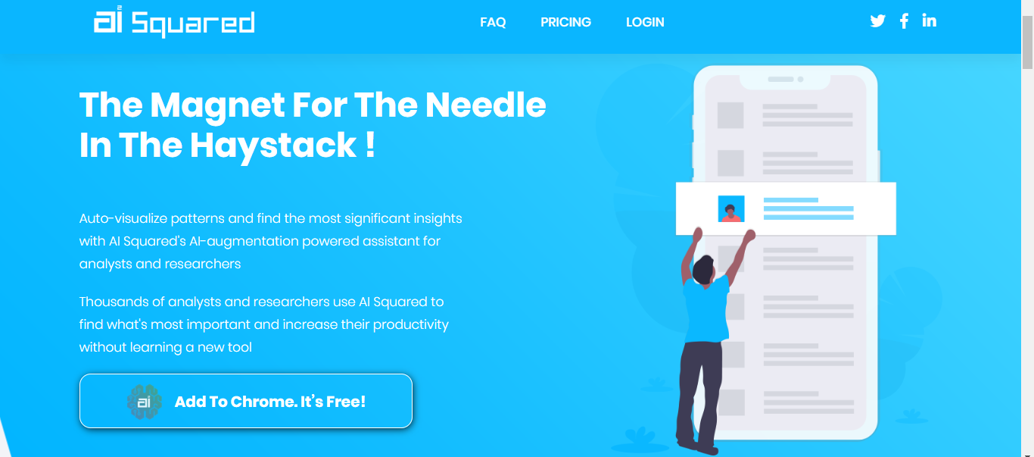 ai2 Squared
FAQ PRICING LOGIN
The Magnet For The Needle
In The Haystack !
Auto-visualize patterns and find the most significant insights
with AI Squared's AI-augmentation powered assistant for
analysts and researchers
Thousands of analysts and researchers use AI Squared to
find what's most important and increase their productivity
without learning a new tool
ai Add To Chrome. It's Free!